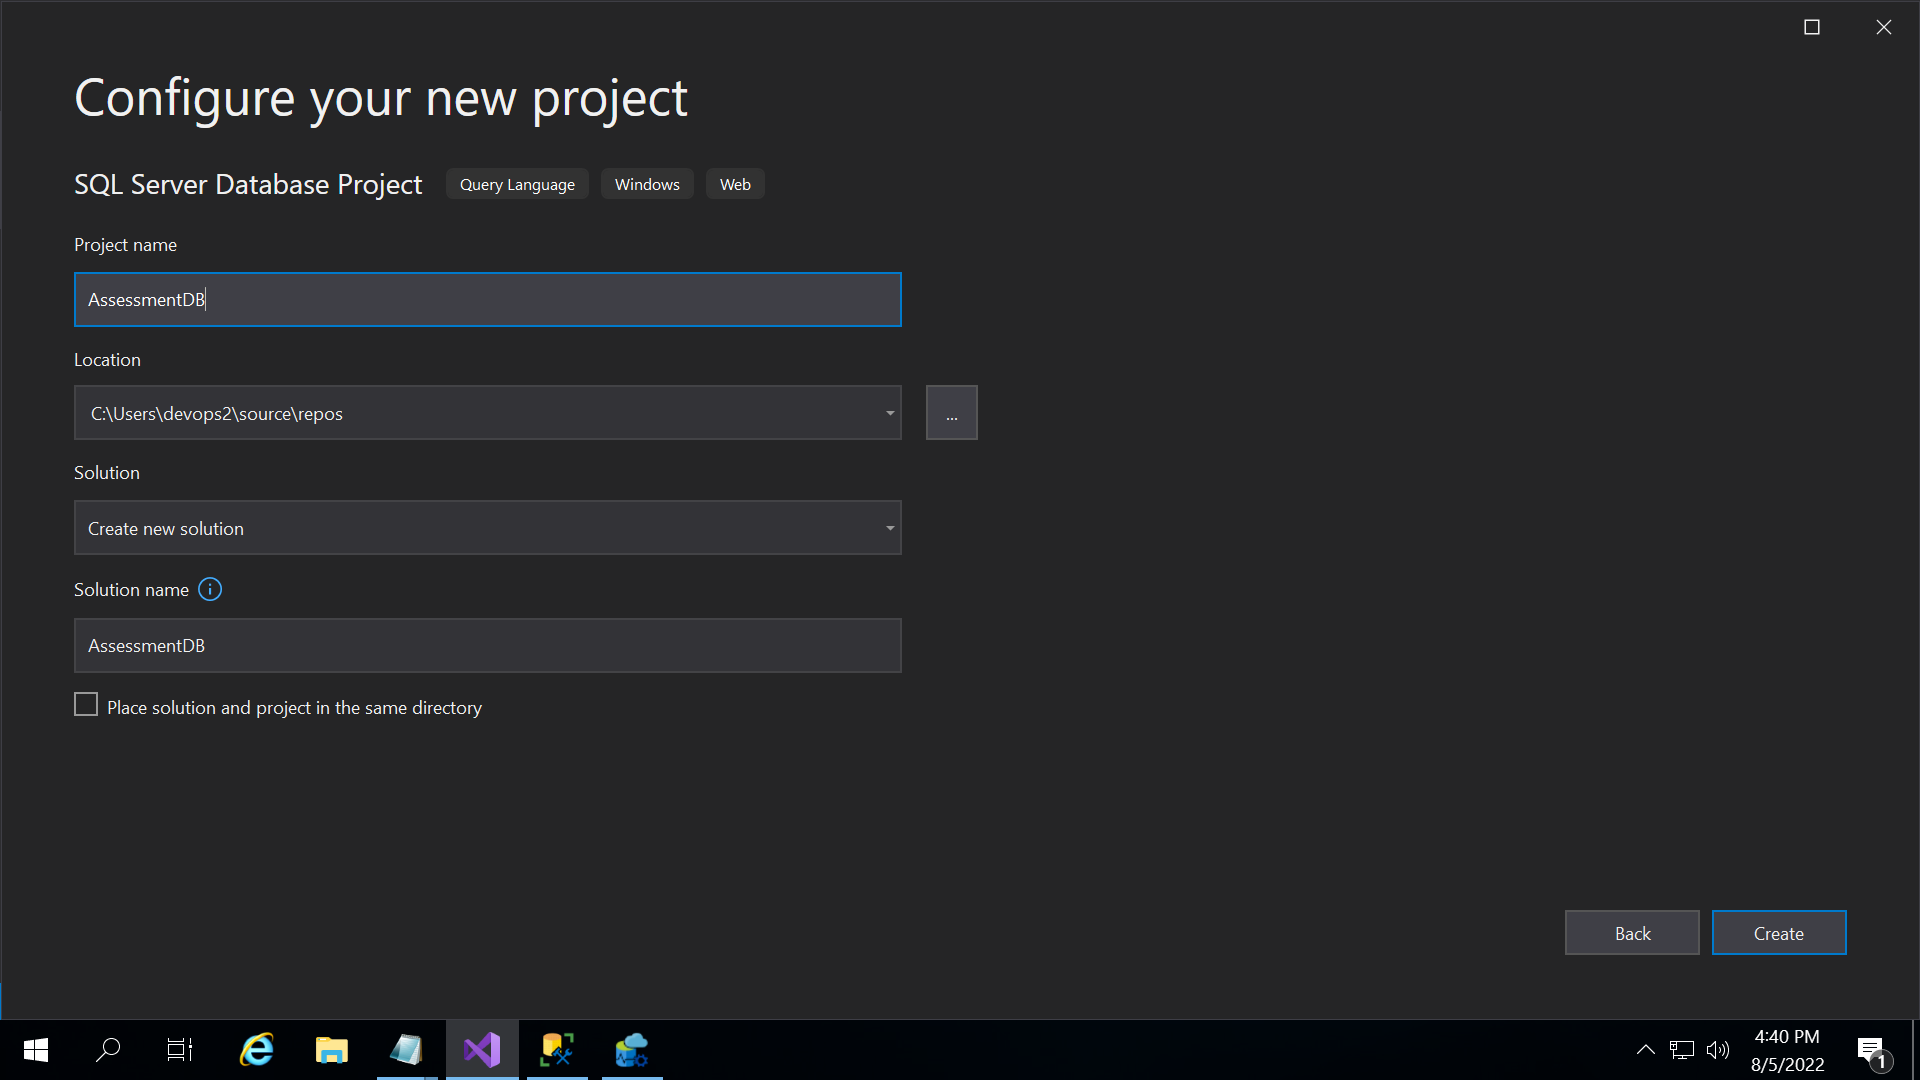 Configure your new project
SQL Server Database Project Query Language Windows Web
Project name
AssessmentDB
Location
C:\Users\devops2\source\repos
...
Solution
Create new solution
Solution name
AssessmentDB
Place solution and project in the same directory
Back Create
4:40 PM
8/5/2022
1